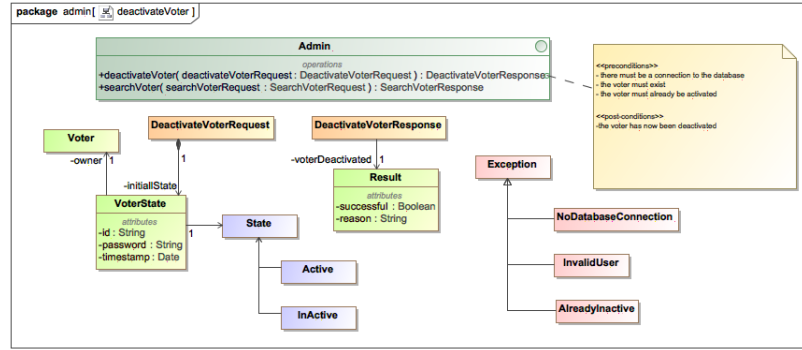 package admin[ deactivateVoter ]
Admin
operations
+deactivateVoter( deactivateVoterRequest : DeactivateVoterRequest ) : DeactivateVoterResponse
+searchVoter( searchVoterRequest : SearchVoterRequest ) : SearchVoterResponse
<<preconditions>>
- there must be a connection to the database
- the voter must exist
- the voter must already be activated
<<post-conditions>>
-the voter has now been deactivated
Voter
DeactivateVoterRequest
DeactivateVoterResponse
-owner
1
1
-voterDeactivated
1
Exception
-initialState
Result
attributes
-successful : Boolean
-reason : String
VoterState
attributes
-id : String
-password : String
-timestamp : Date
1
State
NoDatabaseConnection
Active
InvalidUser
InActive
AlreadyInactive